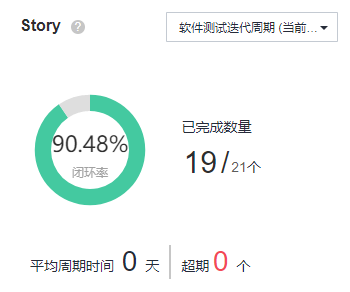 Story ?
软件测试迭代周期 (当前...
90.48%
闭环率
已完成数量
19/21个
平均周期时间 0 天
超期 0 个